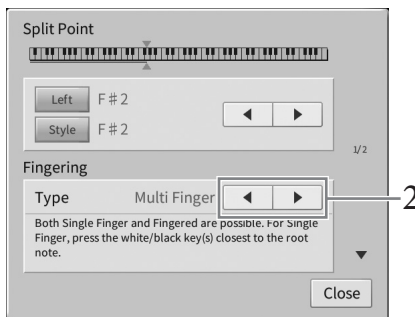 Split Point
Left F♯2
Style F♯2
1/2
Fingering
Type Multi Finger
2
Both Single Finger and Fingered are possible. For Single
Finger, press the white/black key(s) closest to the root
note.
Close